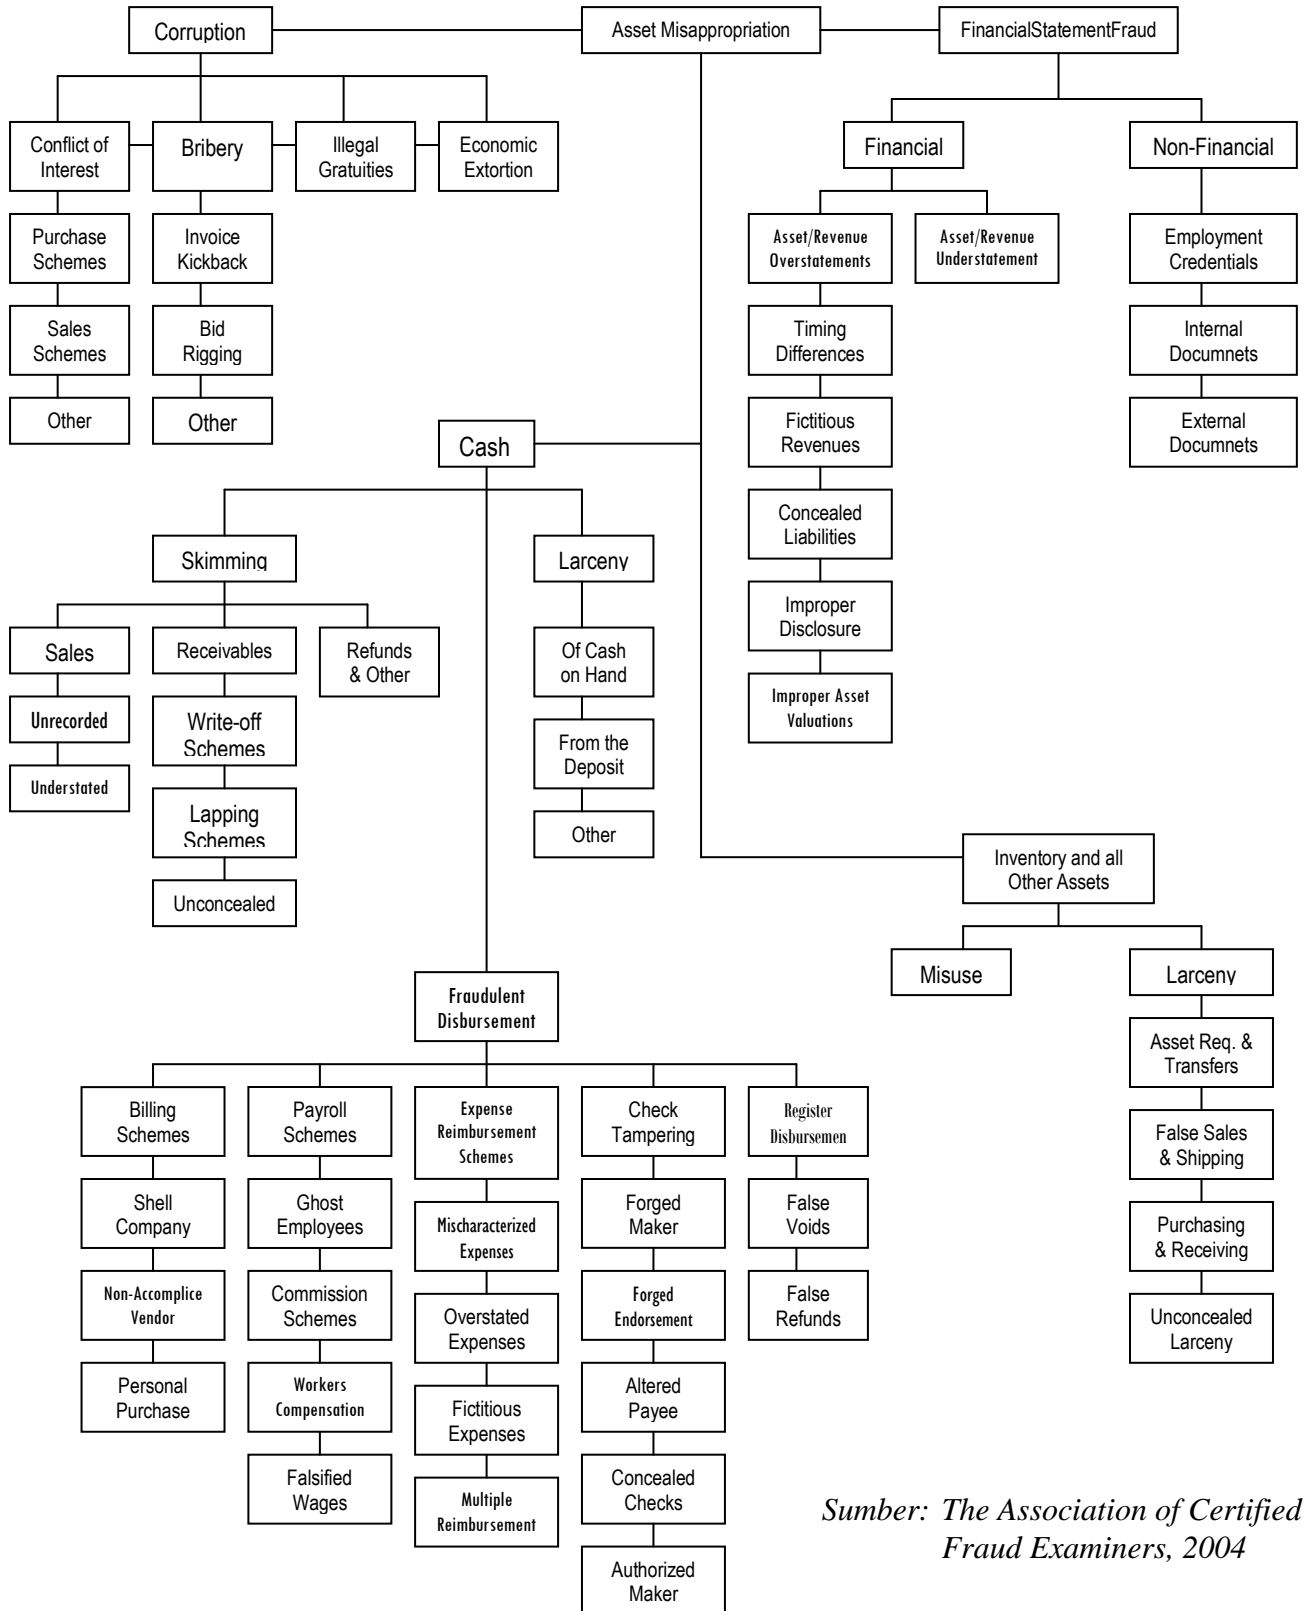 Corruption
Asset Misappropriation
FinancialStatementFraud
Conflict of
Interest
Bribery
Illegal
Gratuities
Economic
Extortion
Financial
Non-Financial
Purchase
Schemes
Invoice
Kickback
Asset/Revenue
Overstatements
Asset/Revenue
Understatement
Employment
Credentials
Sales
Schemes
Bid
Rigging
Timing
Differences
Internal
Documnets
Other
Other
Fictitious
Revenues
External
Documnets
Cash
Concealed
Liabilities
Skimming
Larceny
Improper
Disclosure
Sales
Receivables
Refunds
& Other
Of Cash
on Hand
Improper Asset
Valuations
Unrecorded
Write-off
Schemes
From the
Deposit
Understated
Lapping
Schemes
Other
Inventory and all
Other Assets
Unconcealed
Misuse
Larceny
Fraudulent
Disbursement
Asset Req. &
Transfers
Billing
Schemes
Payroll
Schemes
Expense
Reimbursement
Schemes
Check
Tampering
Register
Disbursemen
False Sales
& Shipping
Shell
Company
Ghost
Employees
Mischaracterized
Expenses
Forged
Maker
False
Voids
Purchasing
& Receiving
Non-Accomplice
Vendor
Commission
Schemes
Overstated
Expenses
Forged
Endorsement
False
Refunds
Unconcealed
Larceny
Personal
Purchase
Workers
Compensation
Fictitious
Expenses
Altered
Payee
Falsified
Wages
Multiple
Reimbursement
Concealed
Checks
Authorized
Maker
Sumber: The Association of Certified
Fraud Examiners, 2004